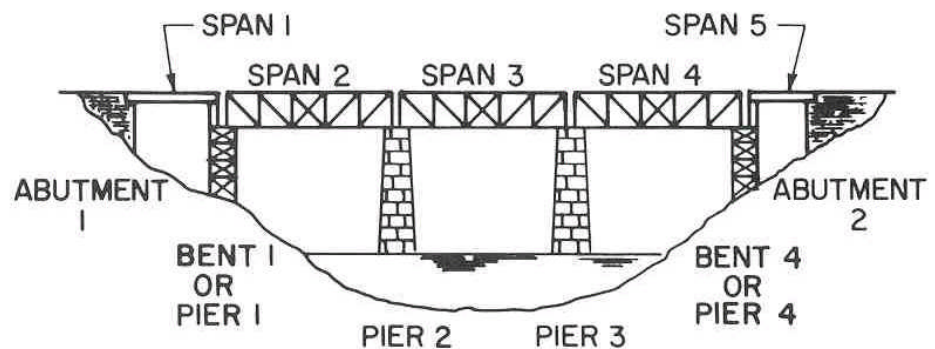 SPAN 1
SPAN 5
SPAN 2
SPAN 3
SPAN 4
ABUTMENT
1
ABUTMENT
2
BENT 1
OR
PIER 1
BENT 4
OR
PIER 4
PIER 2
PIER 3